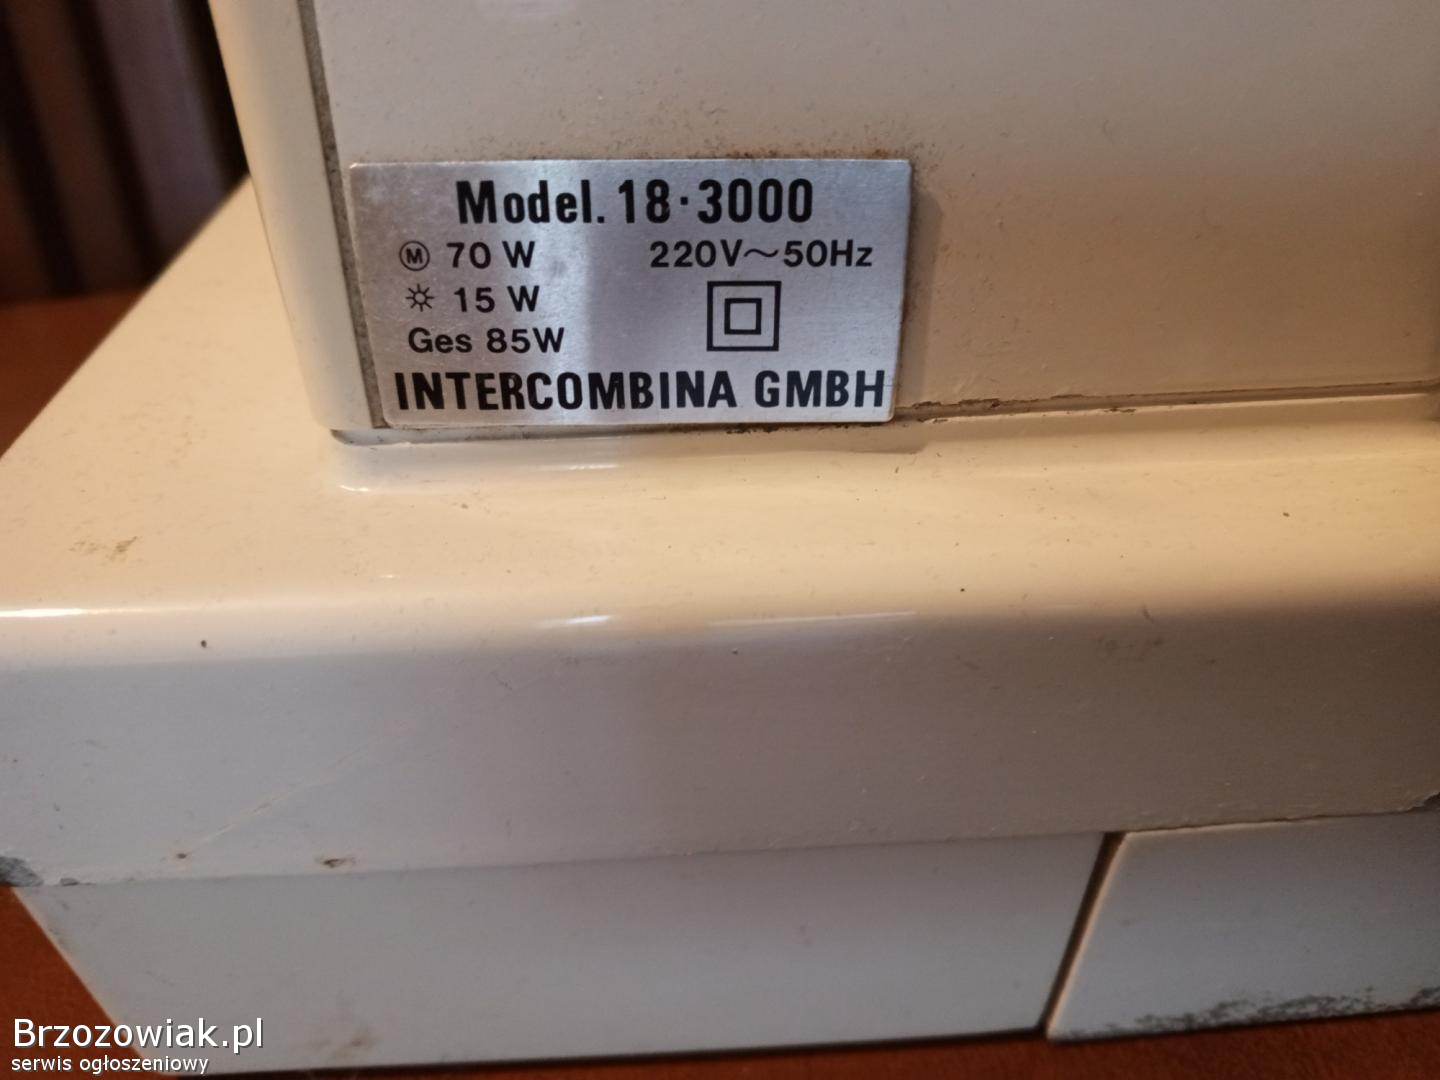 Model. 18·3000
Ⓜ 70 W 220V~50Hz
☼ 15 W
Ges 85W
INTERCOMBINA GMBH
Brzozowiak.pl
serwis ogłoszeniowy